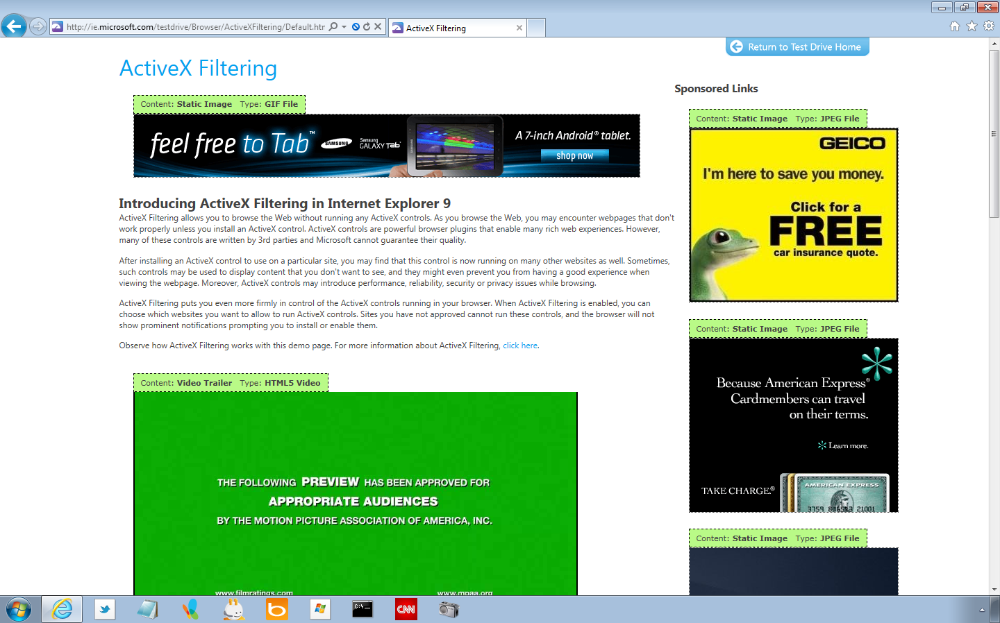 http://ie.microsoft.com/testdrive/Browser/ActiveXFiltering/Default.htm
ActiveX Filtering
Return to Test Drive Home
ActiveX Filtering
Content: Static Image Type: GIF File
feel free to Tab™
SAMSUNG
Samsung
GALAXY Tab
A 7-inch Android® tablet.
shop now
Introducing ActiveX Filtering in Internet Explorer 9
ActiveX Filtering allows you to browse the Web without running any ActiveX controls. As you browse the Web, you may encounter webpages that don't
work properly unless you install an ActiveX control. ActiveX controls are powerful browser plugins that enable many rich web experiences. However,
many of these controls are written by 3rd parties and Microsoft cannot guarantee their quality.
After installing an ActiveX control to use on a particular site, you may find that this control is now running on many other websites as well. Sometimes,
such controls may be used to display content that you don't want to see, and they might even prevent you from having a good experience when
viewing the webpage. Moreover, ActiveX controls may introduce performance, reliability, security or privacy issues while browsing.
ActiveX Filtering puts you even more firmly in control of the ActiveX controls running in your browser. When ActiveX Filtering is enabled, you can
choose which websites you want to allow to run ActiveX controls. Sites you have not approved cannot run these controls, and the browser will not
show prominent notifications prompting you to install or enable them.
Observe how ActiveX Filtering works with this demo page. For more information about ActiveX Filtering, click here.
Content: Video Trailer Type: HTML5 Video
THE FOLLOWING PREVIEW HAS BEEN APPROVED FOR
APPROPRIATE AUDIENCES
BY THE MOTION PICTURE ASSOCIATION OF AMERICA, INC.
www.filmratings.com www.mpaa.org
Sponsored Links
Content: Static Image Type: JPEG File
GEICO
I'm here to save you money.
Click for a
FREE
car insurance quote.
Content: Static Image Type: JPEG File
Because American Express®
Cardmembers can travel
on their terms.
Learn more.
TAKE CHARGE.®
AMERICAN EXPRESS
Content: Static Image Type: JPEG File
C:\_
CNN